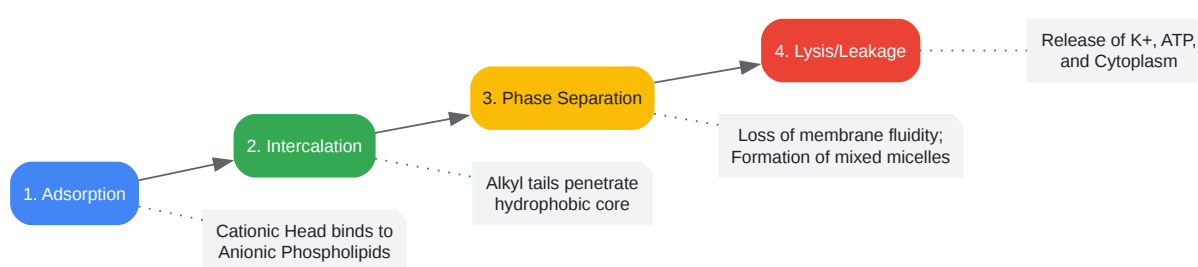 1. Adsorption
Cationic Head binds to
Anionic Phospholipids
2. Intercalation
Alkyl tails penetrate
hydrophobic core
3. Phase Separation
Loss of membrane fluidity;
Formation of mixed micelles
4. Lysis/Leakage
Release of K+, ATP,
and Cytoplasm